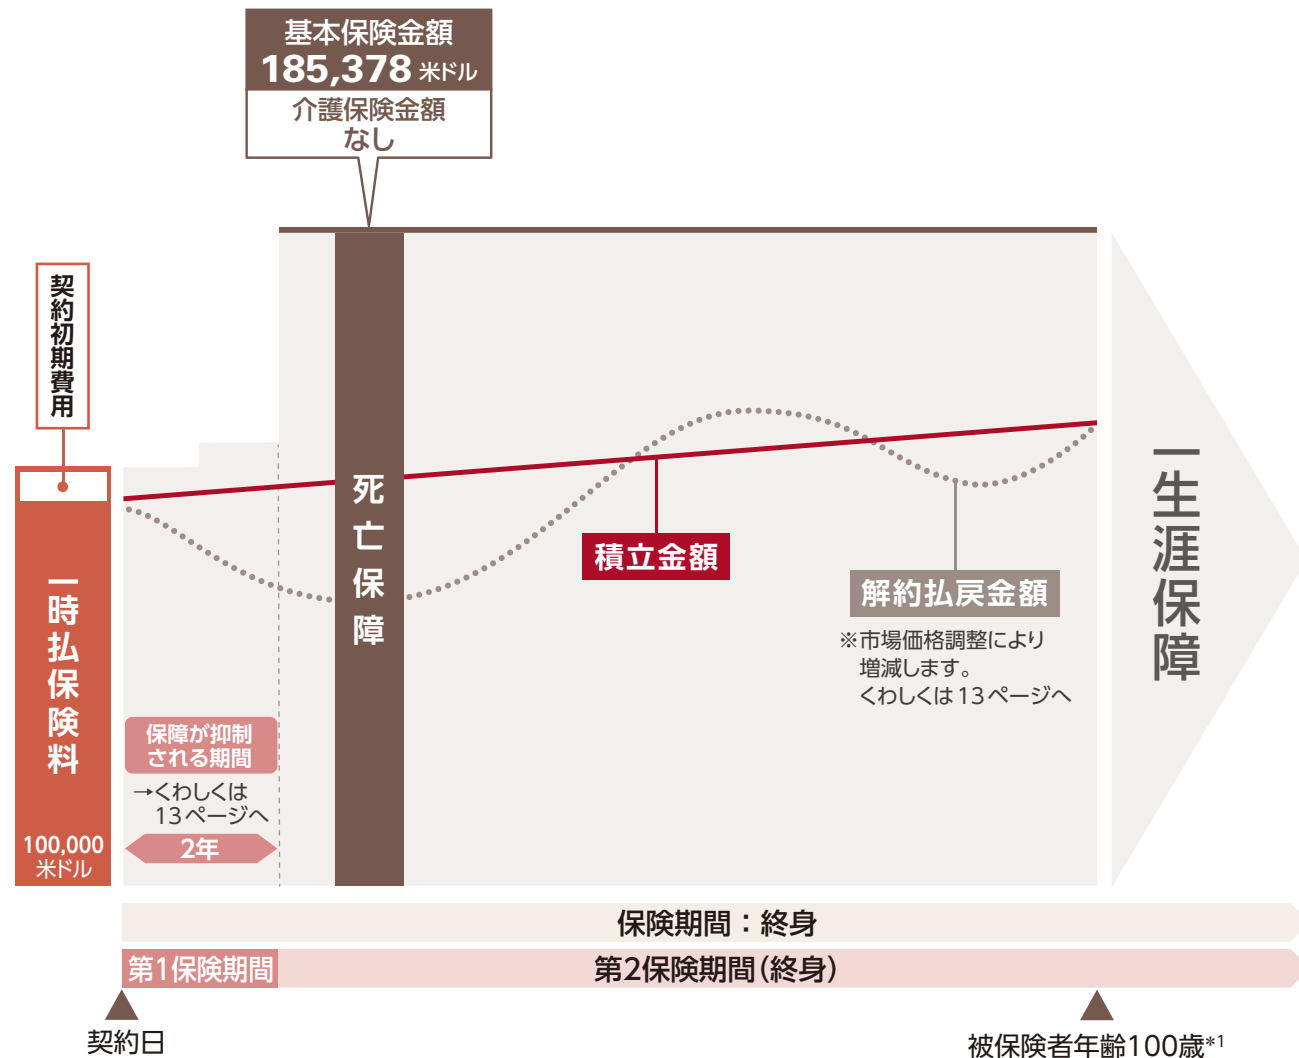 基本保険金額
185,378 米ドル
介護保険金額
なし
契約初期費用
一時払保険料
100,000
米ドル
死亡保障
積立金額
解約払戻金額
※市場価格調整により
増減します。
くわしくは13ページへ
一生涯保障
保障が抑制
される期間
→くわしくは
13ページへ
2年
保険期間：終身
第1保険期間
第2保険期間(終身)
契約日
被保険者年齢100歳*1